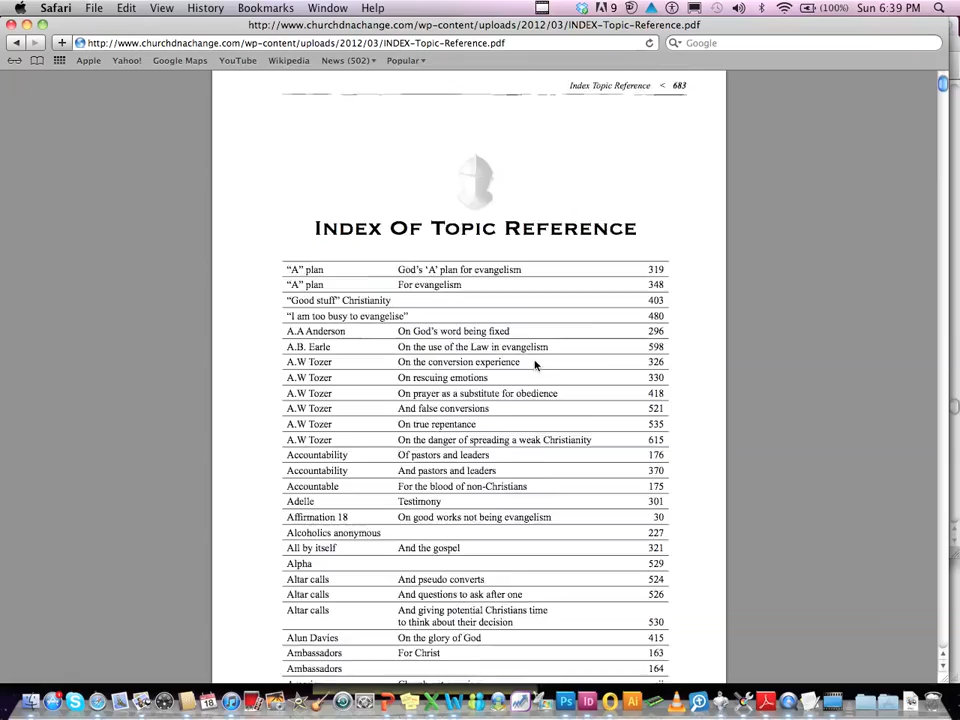 Safari File Edit View History Bookmarks Window Help 9 (100%) Sun 6:39 PM
http://www.churchdnachange.com/wp-content/uploads/2012/03/INDEX-Topic-Reference.pdf
http://www.churchdnachange.com/wp-content/uploads/2012/03/INDEX-Topic-Reference.pdf Google
Apple Yahoo! Google Maps YouTube Wikipedia News (502) Popular
Index Topic Reference < 683
INDEX OF TOPIC REFERENCE
“A” plan God's ‘A’ plan for evangelism 319
“A” plan For evangelism 348
“Good stuff” Christianity 403
“I am too busy to evangelise” 480
A.A Anderson On God's word being fixed 296
A.B. Earle On the use of the Law in evangelism 598
A.W Tozer On the conversion experience 326
A.W Tozer On rescuing emotions 330
A.W Tozer On prayer as a substitute for obedience 418
A.W Tozer And false conversions 521
A.W Tozer On true repentance 535
A.W Tozer On the danger of spreading a weak Christianity 615
Accountability Of pastors and leaders 176
Accountability And pastors and leaders 370
Accountable For the blood of non-Christians 175
Adelle Testimony 301
Affirmation 18 On good works not being evangelism 30
Alcoholics anonymous 227
All by itself And the gospel 321
Alpha 529
Altar calls And pseudo converts 524
Altar calls And questions to ask after one 526
Altar calls And giving potential Christians time
to think about their decision 530
Alun Davies On the glory of God 415
Ambassadors For Christ 163
Ambassadors 164